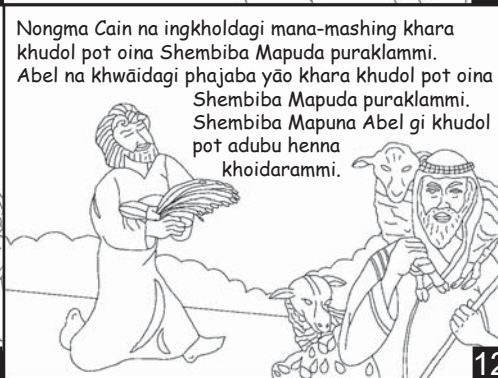 Nongma Cain na ingkholdagi mana-mashing khara
khudol pot oina Shembiba Mapuda puraklammi.
Abel na khwāidagi phajaba yāo khara khudol pot oina
Shembiba Mapuda puraklammi.
Shembiba Mapuna Abel gi khudol
pot adubu henna
khoidarammi.
12